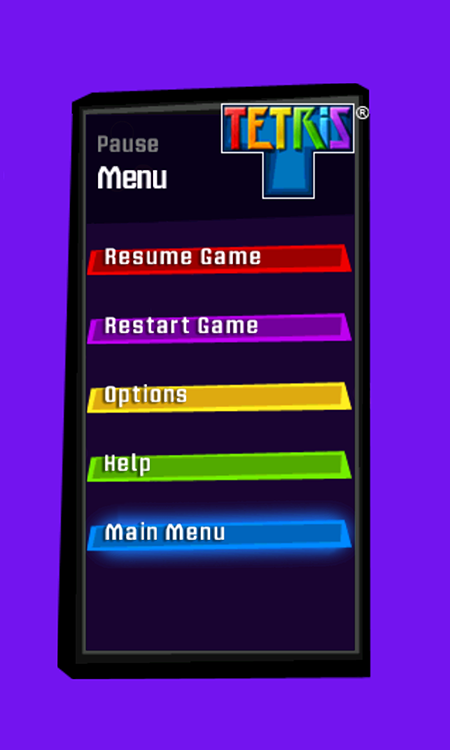 TETRiS®
Pause
Menu
Resume Game
Restart Game
Options
Help
Main Menu